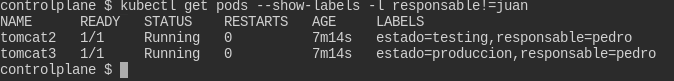 controlplane $ kubectl get pods --show-labels -l responsable!=juan
NAME      READY   STATUS    RESTARTS   AGE     LABELS
tomcat2   1/1     Running   0          7m14s   estado=testing,responsable=pedro
tomcat3   1/1     Running   0          7m14s   estado=produccion,responsable=pedro
controlplane $